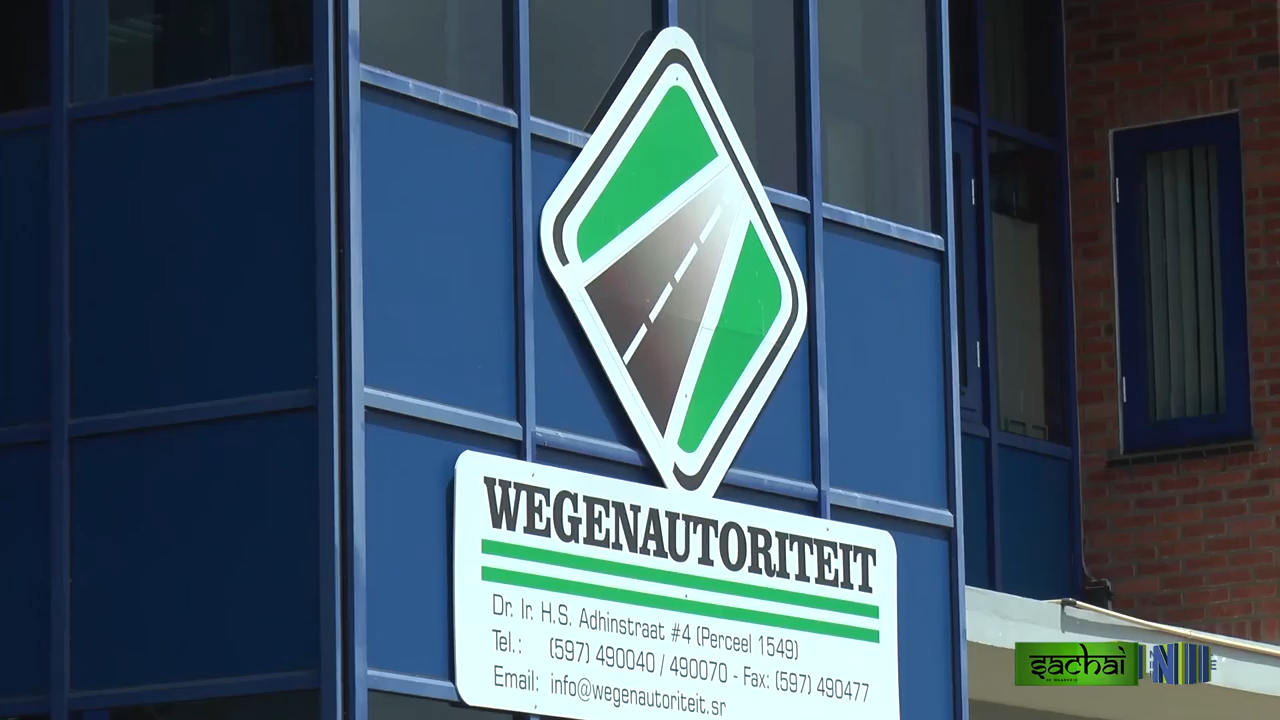 WEGENAUTORITEIT
Dr. Ir. H.S. Adhinstraat #4 (Perceel 1549)
Tel.: (597) 490040 / 490070 - Fax: (597) 490477
Email: info@wegenautoriteit.sr
sachai
IN